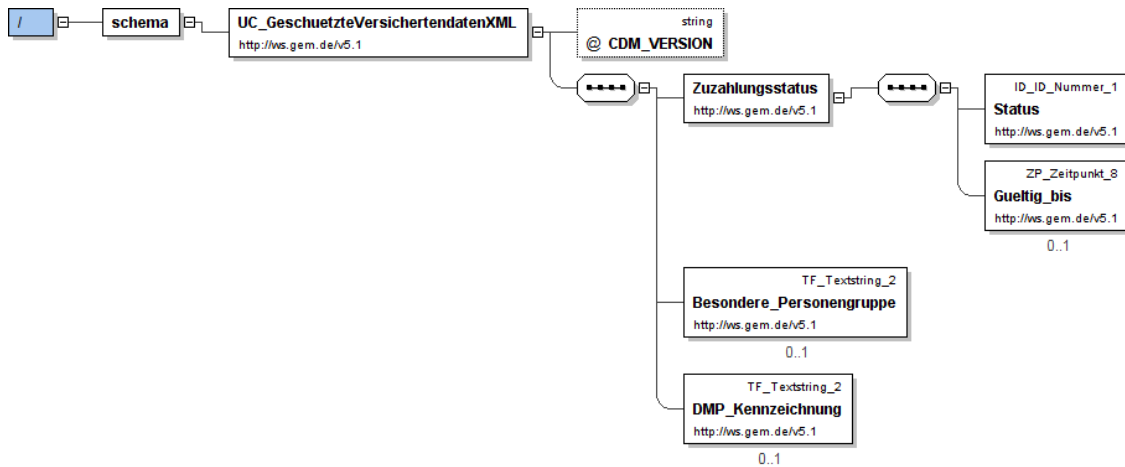 /
schema
UC_GeschuetzteVersichertendatenXML
http://ws.gem.de/v5.1
string
@ CDM_VERSION
Zuzahlungsstatus
http://ws.gem.de/v5.1
ID_ID_Nummer_1
Status
http://ws.gem.de/v5.1
ZP_Zeitpunkt_8
Gueltig_bis
http://ws.gem.de/v5.1
0..1
TF_Textstring_2
Besondere_Personengruppe
http://ws.gem.de/v5.1
0..1
TF_Textstring_2
DMP_Kennzeichnung
http://ws.gem.de/v5.1
0..1